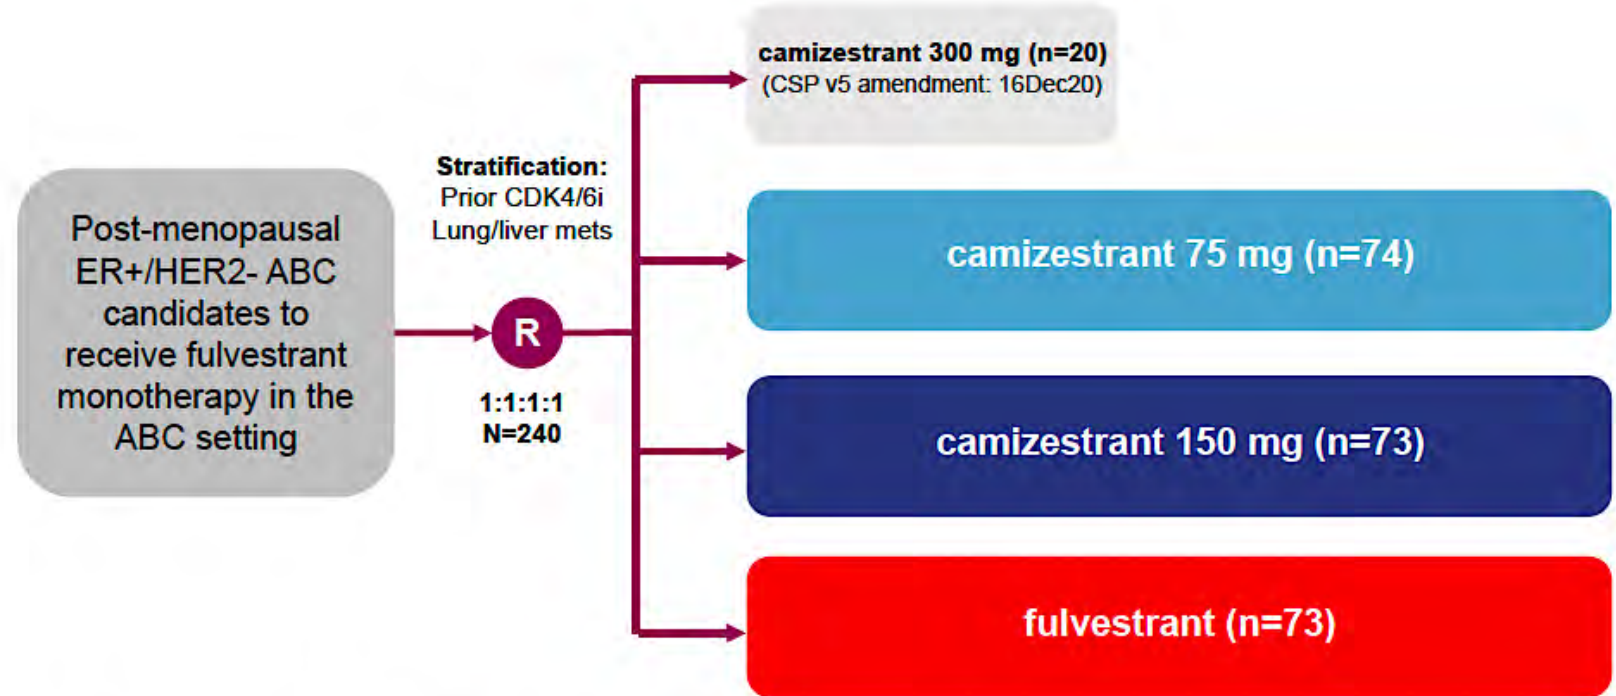 Post-menopausal
ER+/HER2- ABC
candidates to
receive fulvestrant
monotherapy in the
ABC setting
Stratification:
Prior CDK4/6i
Lung/liver mets
R
1:1:1:1
N=240
camizestrant 300 mg (n=20)
(CSP v5 amendment: 16Dec20)
camizestrant 75 mg (n=74)
camizestrant 150 mg (n=73)
fulvestrant (n=73)